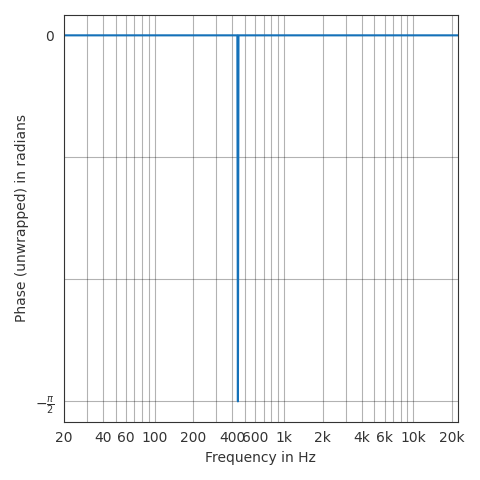 Phase (unwrapped) in radians
0
−π/2
20 40 60 100 200 400 600 1k 2k 4k 6k 10k 20k
Frequency in Hz